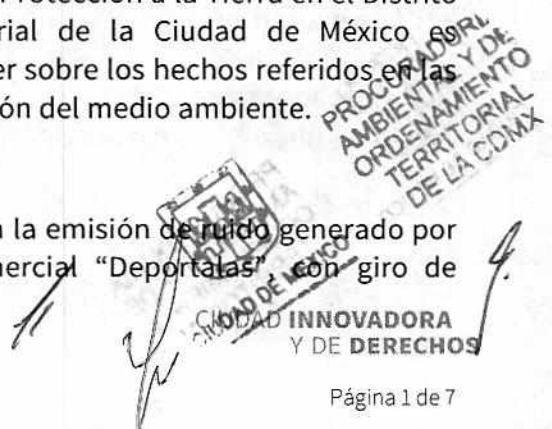 Protección a la Tierra en el Distrito
rial de la Ciudad de México es
er sobre los hechos referidos en las
ón del medio ambiente.
PROCURADURI
AMBIENTAL Y DE
ORDENAMIENTO
TERRITORIAL
DE LA CDMX
n la emisión de ruido generado por
mercial “Deportalas”, con giro de
CIUDAD DE MÉXICO
CIUDAD INNOVADORA
Y DE DERECHOS
Página 1 de 7